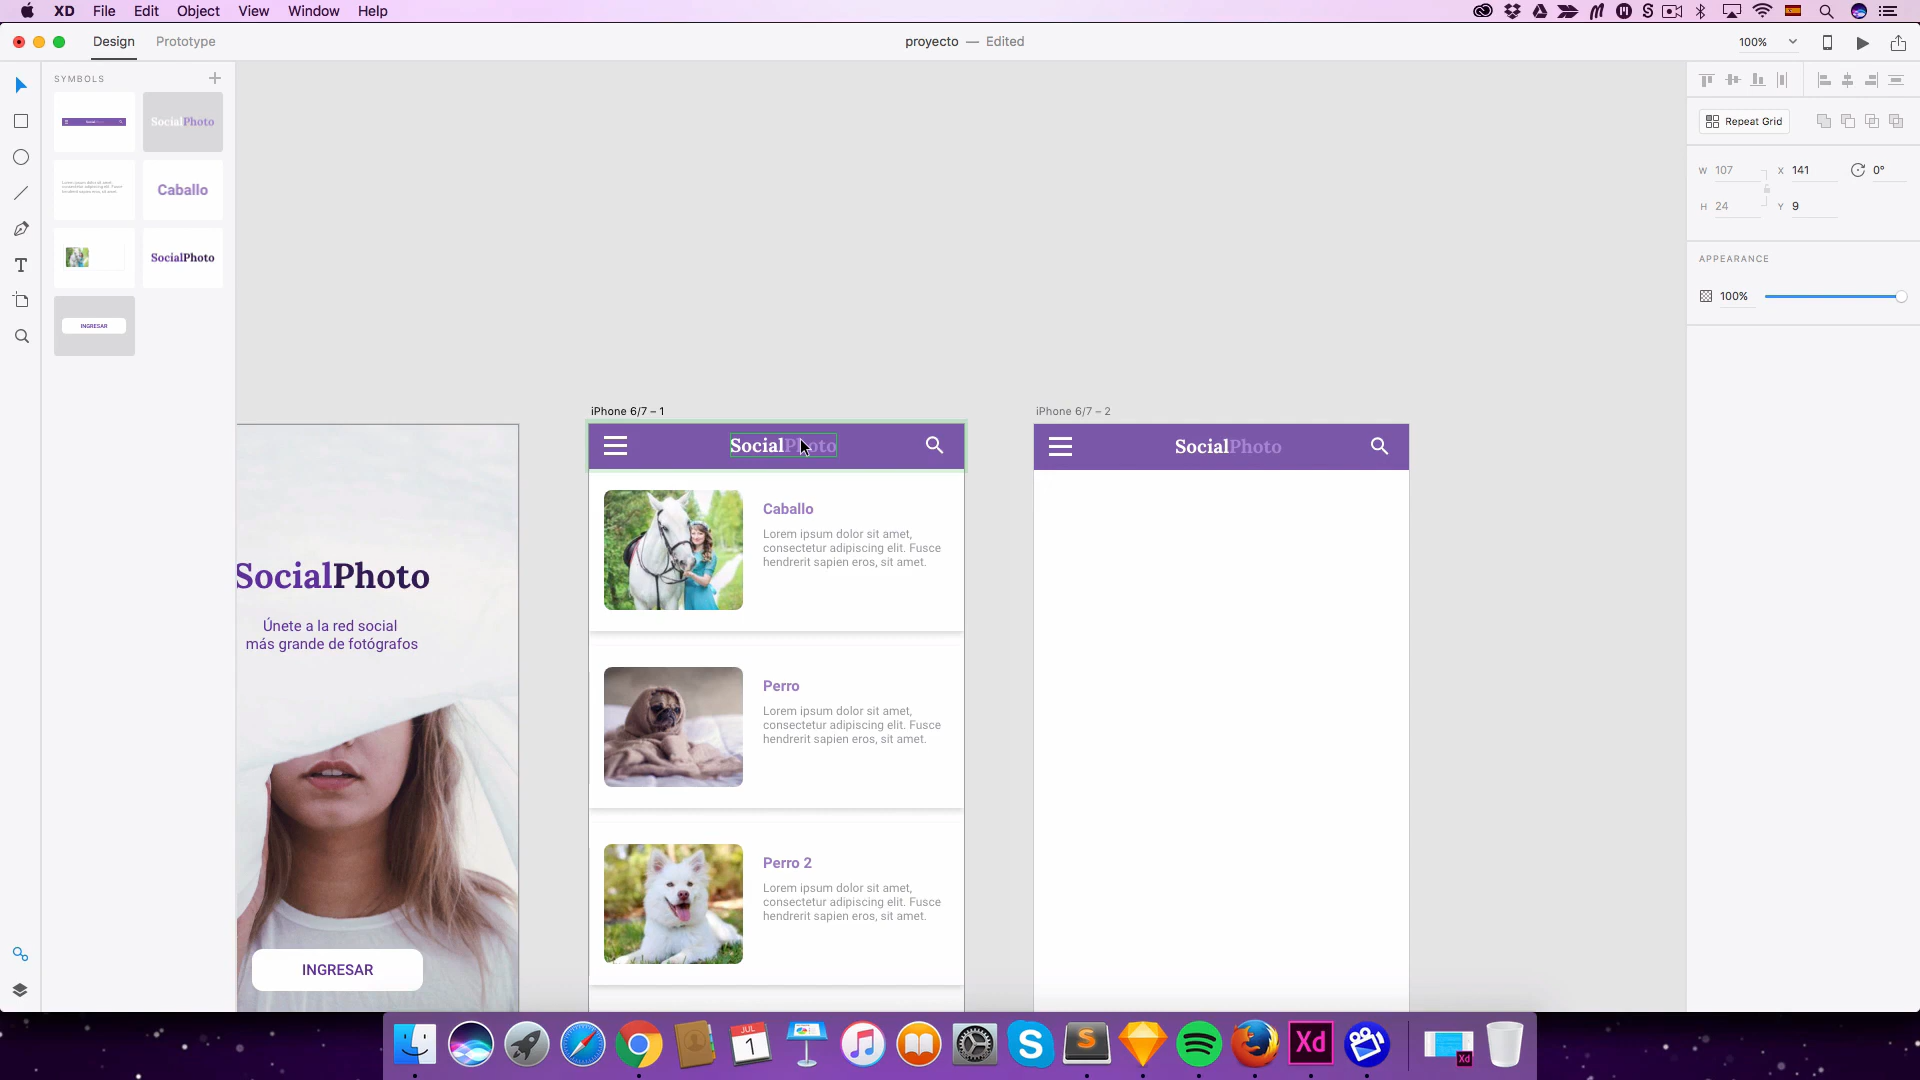 XD File Edit Object View Window Help
Design Prototype
proyecto — Edited
100%
SYMBOLS
SocialPhoto
Caballo
SocialPhoto
INGRESAR
Repeat Grid
W 107 X 141 0°
H 24 Y 9
APPEARANCE
100%
iPhone 6/7 – 1
iPhone 6/7 – 2
SocialPhoto
Únete a la red social
más grande de fotógrafos
INGRESAR
SocialPhoto
Caballo
Lorem ipsum dolor sit amet,
consectetur adipiscing elit. Fusce
hendrerit sapien eros, sit amet.
Perro
Lorem ipsum dolor sit amet,
consectetur adipiscing elit. Fusce
hendrerit sapien eros, sit amet.
Perro 2
Lorem ipsum dolor sit amet,
consectetur adipiscing elit. Fusce
hendrerit sapien eros, sit amet.
SocialPhoto
JUL
1
S
S
Xd
Xd